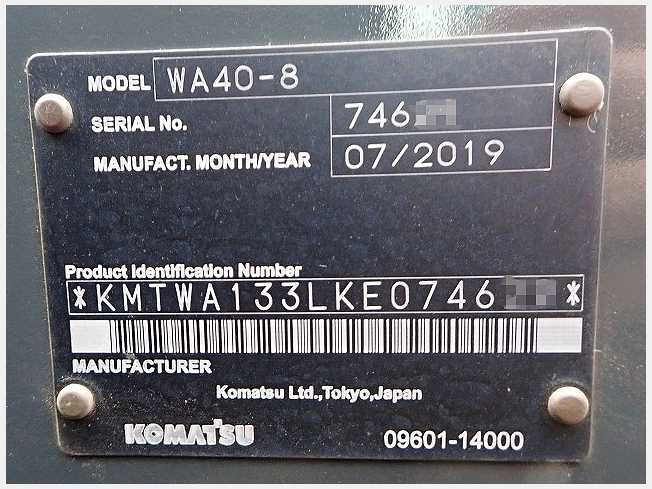 MODEL WA40-8
SERIAL No. 746
MANUFACT. MONTH/YEAR 07/2019
Product Identification Number
*KMTWA133LKE0746 *
MANUFACTURER
Komatsu Ltd.,Tokyo,Japan
KOMATSU 09601-14000